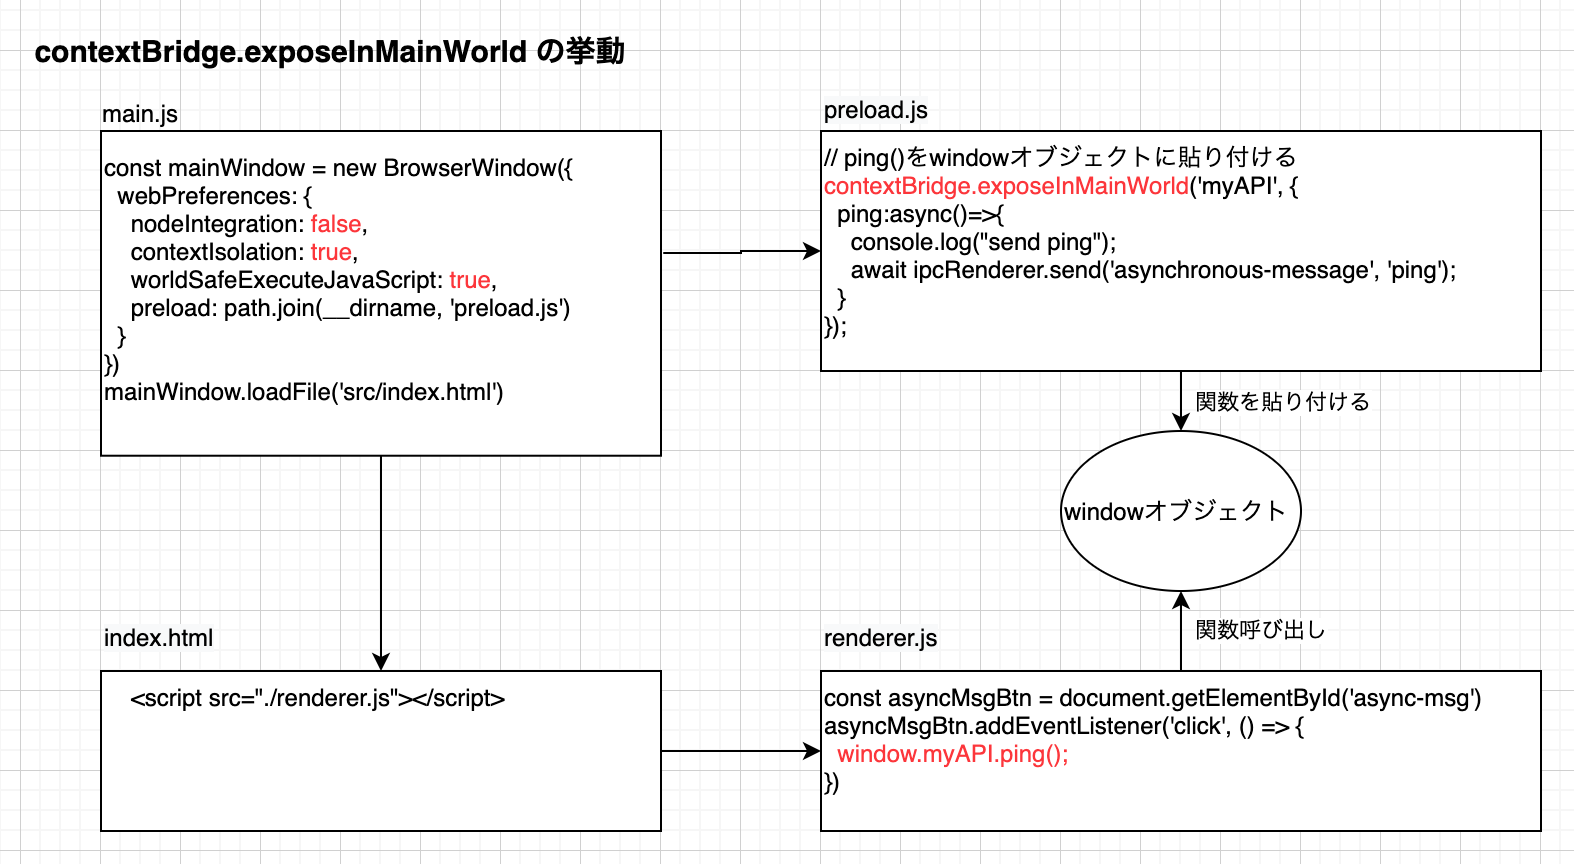 contextBridge.exposeInMainWorld の挙動
main.js
const mainWindow = new BrowserWindow({
  webPreferences: {
    nodeIntegration: false,
    contextIsolation: true,
    worldSafeExecuteJavaScript: true,
    preload: path.join(__dirname, 'preload.js')
  }
})
mainWindow.loadFile('src/index.html')
preload.js
// ping()をwindowオブジェクトに貼り付ける
contextBridge.exposeInMainWorld('myAPI', {
  ping:async()=>{
    console.log("send ping");
    await ipcRenderer.send('asynchronous-message', 'ping');
  }
});
関数を貼り付ける
windowオブジェクト
関数呼び出し
index.html
<script src="./renderer.js"></script>
renderer.js
const asyncMsgBtn = document.getElementById('async-msg')
asyncMsgBtn.addEventListener('click', () => {
  window.myAPI.ping();
})